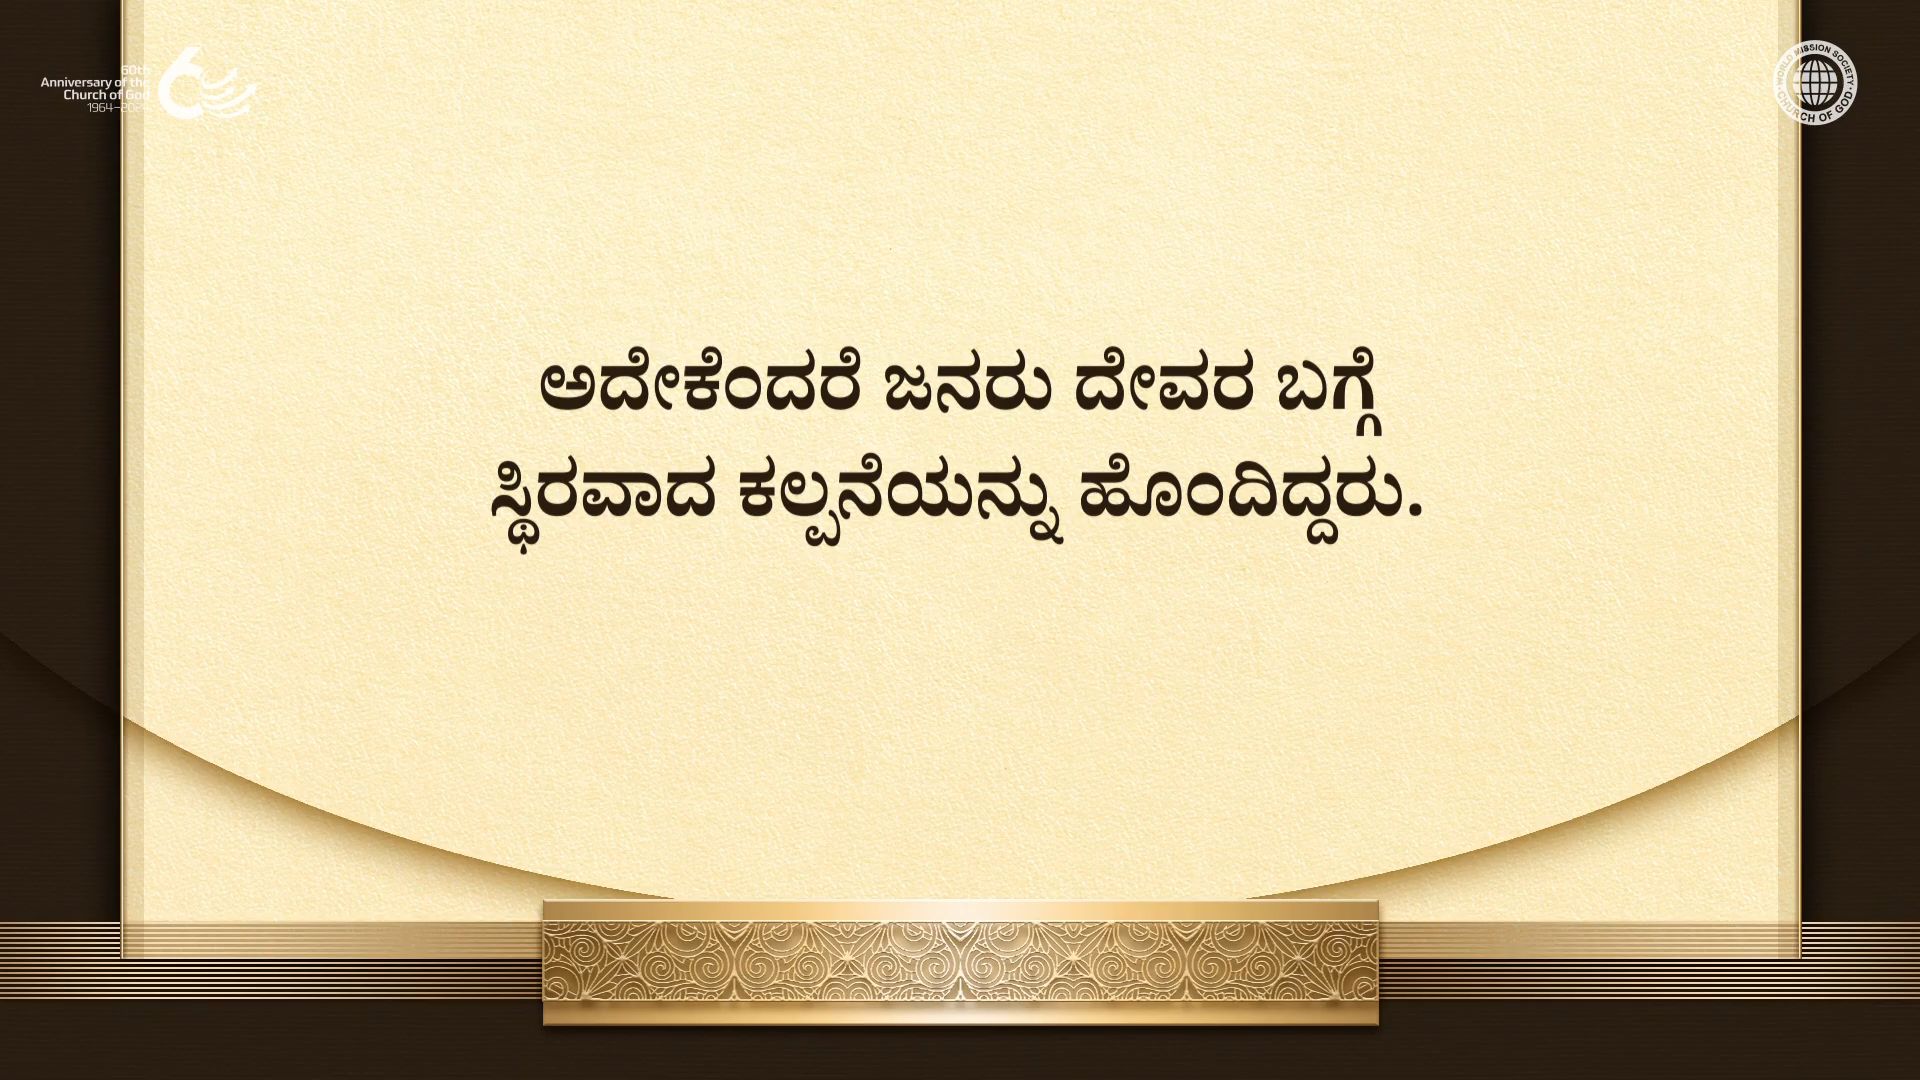 60th
Anniversary of the
Church of God
1964–2024
WORLD MISSION SOCIETY
CHURCH OF GOD
ಅದೇಕೆಂದರೆ ಜನರು ದೇವರ ಬಗ್ಗೆ
ಸ್ಥಿರವಾದ ಕಲ್ಪನೆಯನ್ನು ಹೊಂದಿದ್ದರು.